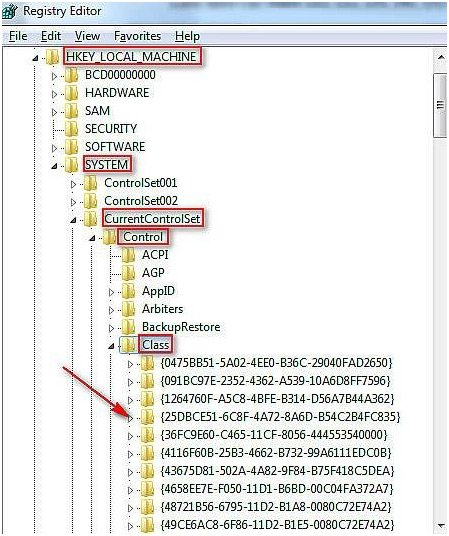 Registry Editor
File Edit View Favorites Help
HKEY_LOCAL_MACHINE
BCD00000000
HARDWARE
SAM
SECURITY
SOFTWARE
SYSTEM
ControlSet001
ControlSet002
CurrentControlSet
Control
ACPI
AGP
AppID
Arbiters
BackupRestore
Class
{0475BB51-5A02-4EE0-B36C-29040FAD2650}
{091BC97E-2352-4362-A539-10A6D8FF7596}
{1264760F-A5C8-4BFE-B314-D56A7B44A362}
{25DBCE51-6C8F-4A72-8A6D-B54C2B4FC835}
{36FC9E60-C465-11CF-8056-444553540000}
{4116F60B-25B3-4662-B732-99A6111EDC0B}
{43675D81-502A-4A82-9F84-B75F418C5DEA}
{4658EE7E-F050-11D1-B6BD-00C04FA372A7}
{48721B56-6795-11D2-B1A8-0080C72E74A2}
{49CE6AC8-6F86-11D2-B1E5-0080C72E74A2}